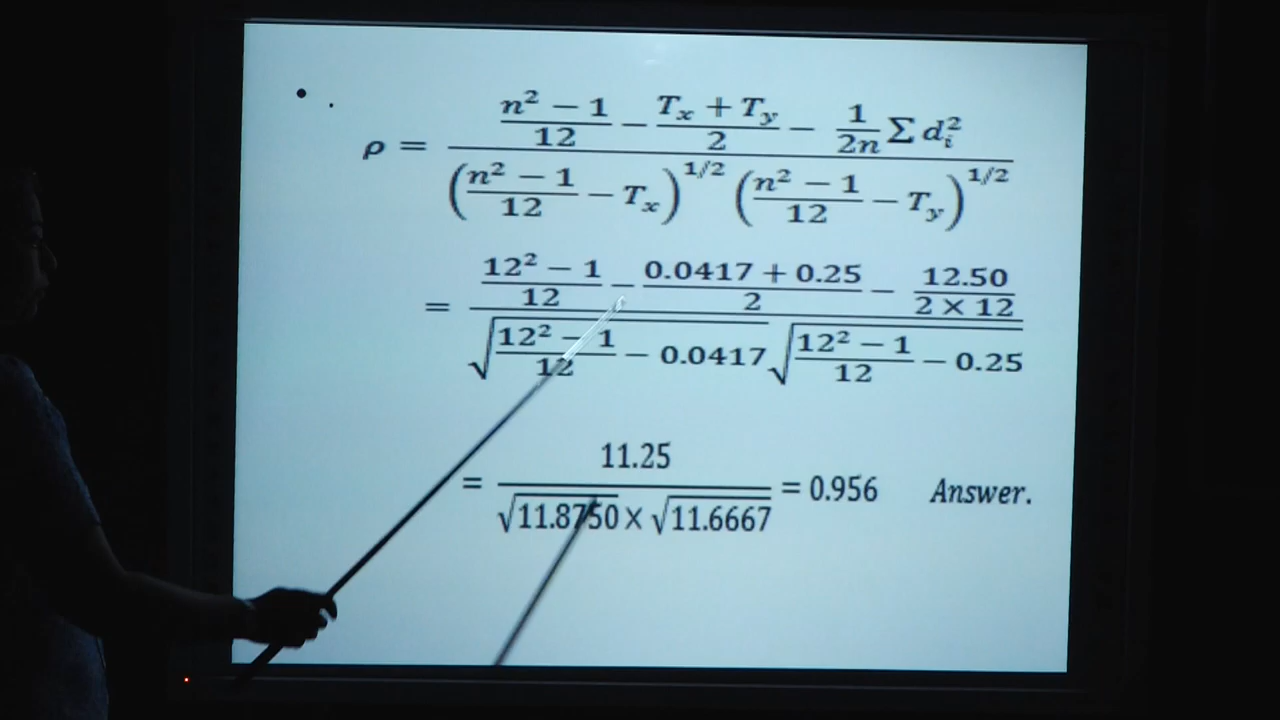 ρ = (n² − 1)/12 − (Tₓ + Tᵧ)/2 − 1/(2n) Σ dᵢ² / ((n² − 1)/12 − Tₓ)^(1/2) ((n² − 1)/12 − Tᵧ)^(1/2)
= (12² − 1)/12 − (0.0417 + 0.25)/2 − 12.50/(2 × 12) / √((12² − 1)/12 − 0.0417) √((12² − 1)/12 − 0.25)
= 11.25 / √11.8750 × √11.6667 = 0.956 Answer.